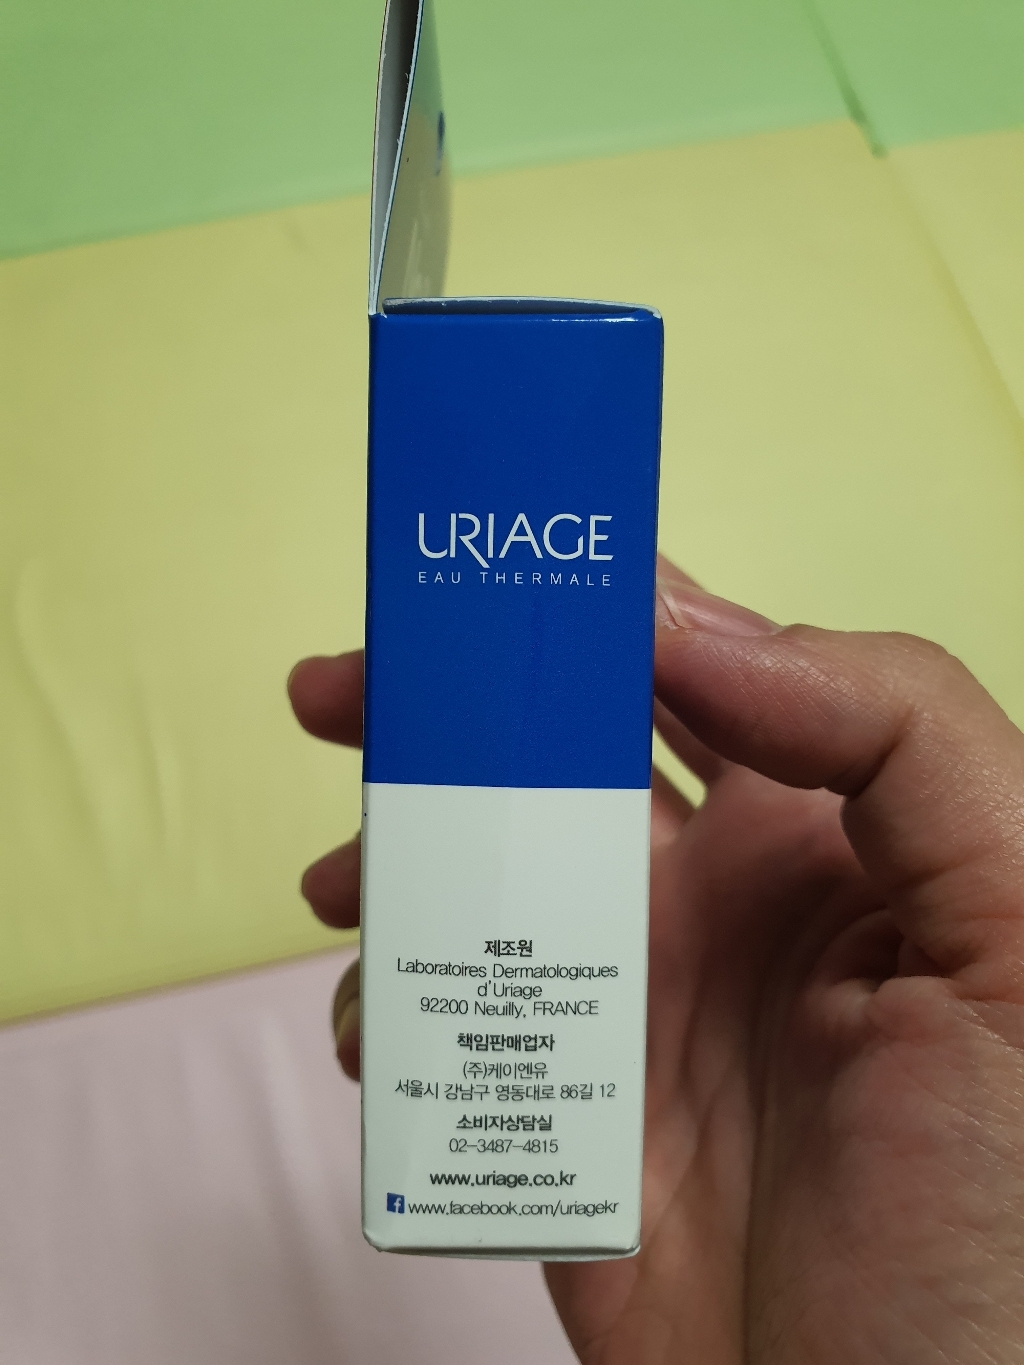 URIAGE
EAU THERMALE
제조원
Laboratoires Dermatologiques
d'Uriage
92200 Neuilly, FRANCE
책임판매업자
(주)케이엔유
서울시 강남구 영동대로 86길 12
소비자상담실
02-3487-4815
www.uriage.co.kr
f www.facebook.com/uriagekr